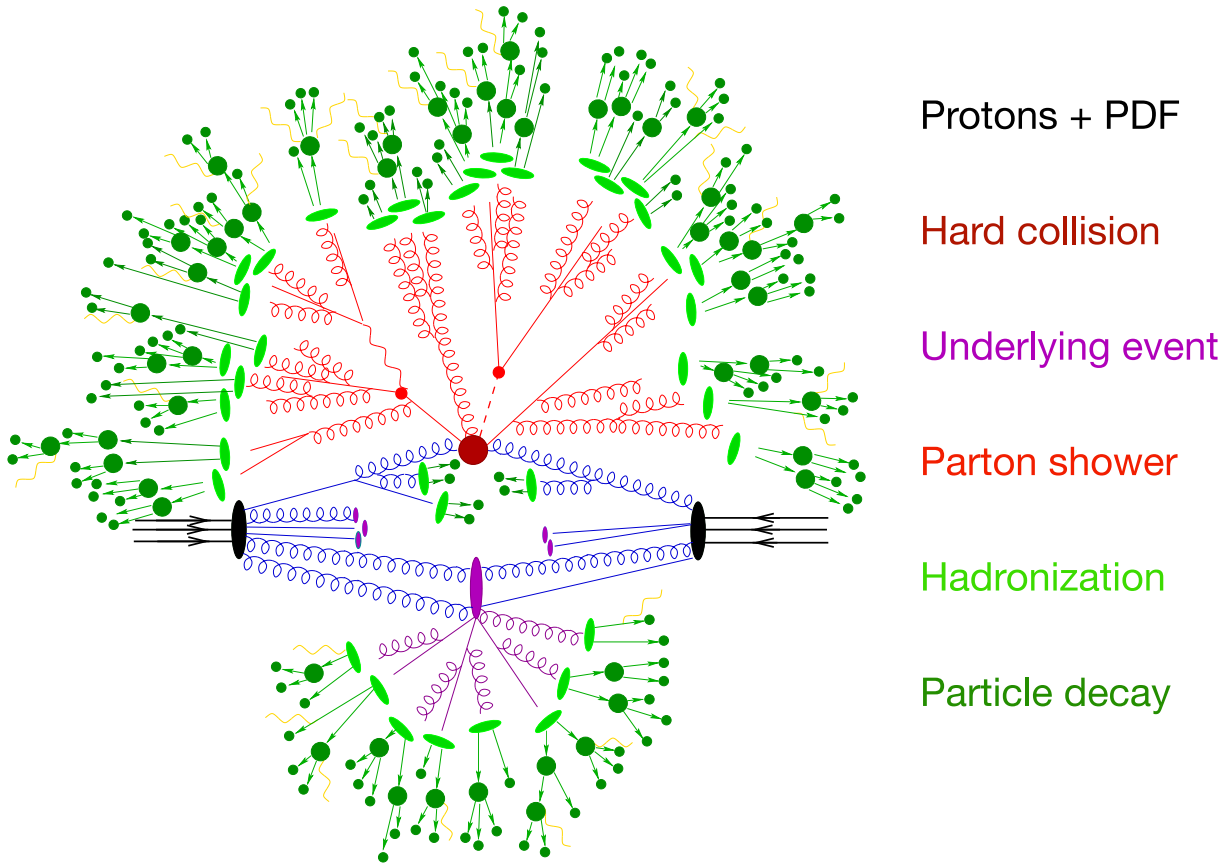 Protons + PDF
Hard collision
Underlying event
Parton shower
Hadronization
Particle decay